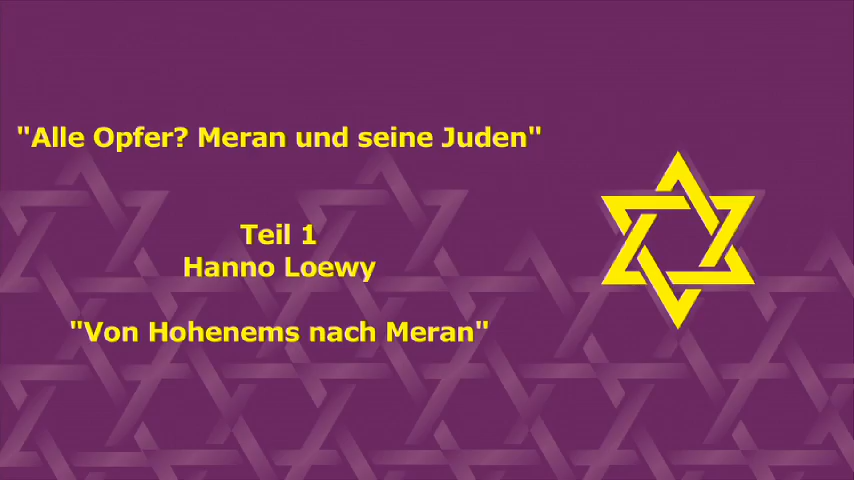 "Alle Opfer? Meran und seine Juden"
Teil 1
Hanno Loewy
"Von Hohenems nach Meran"